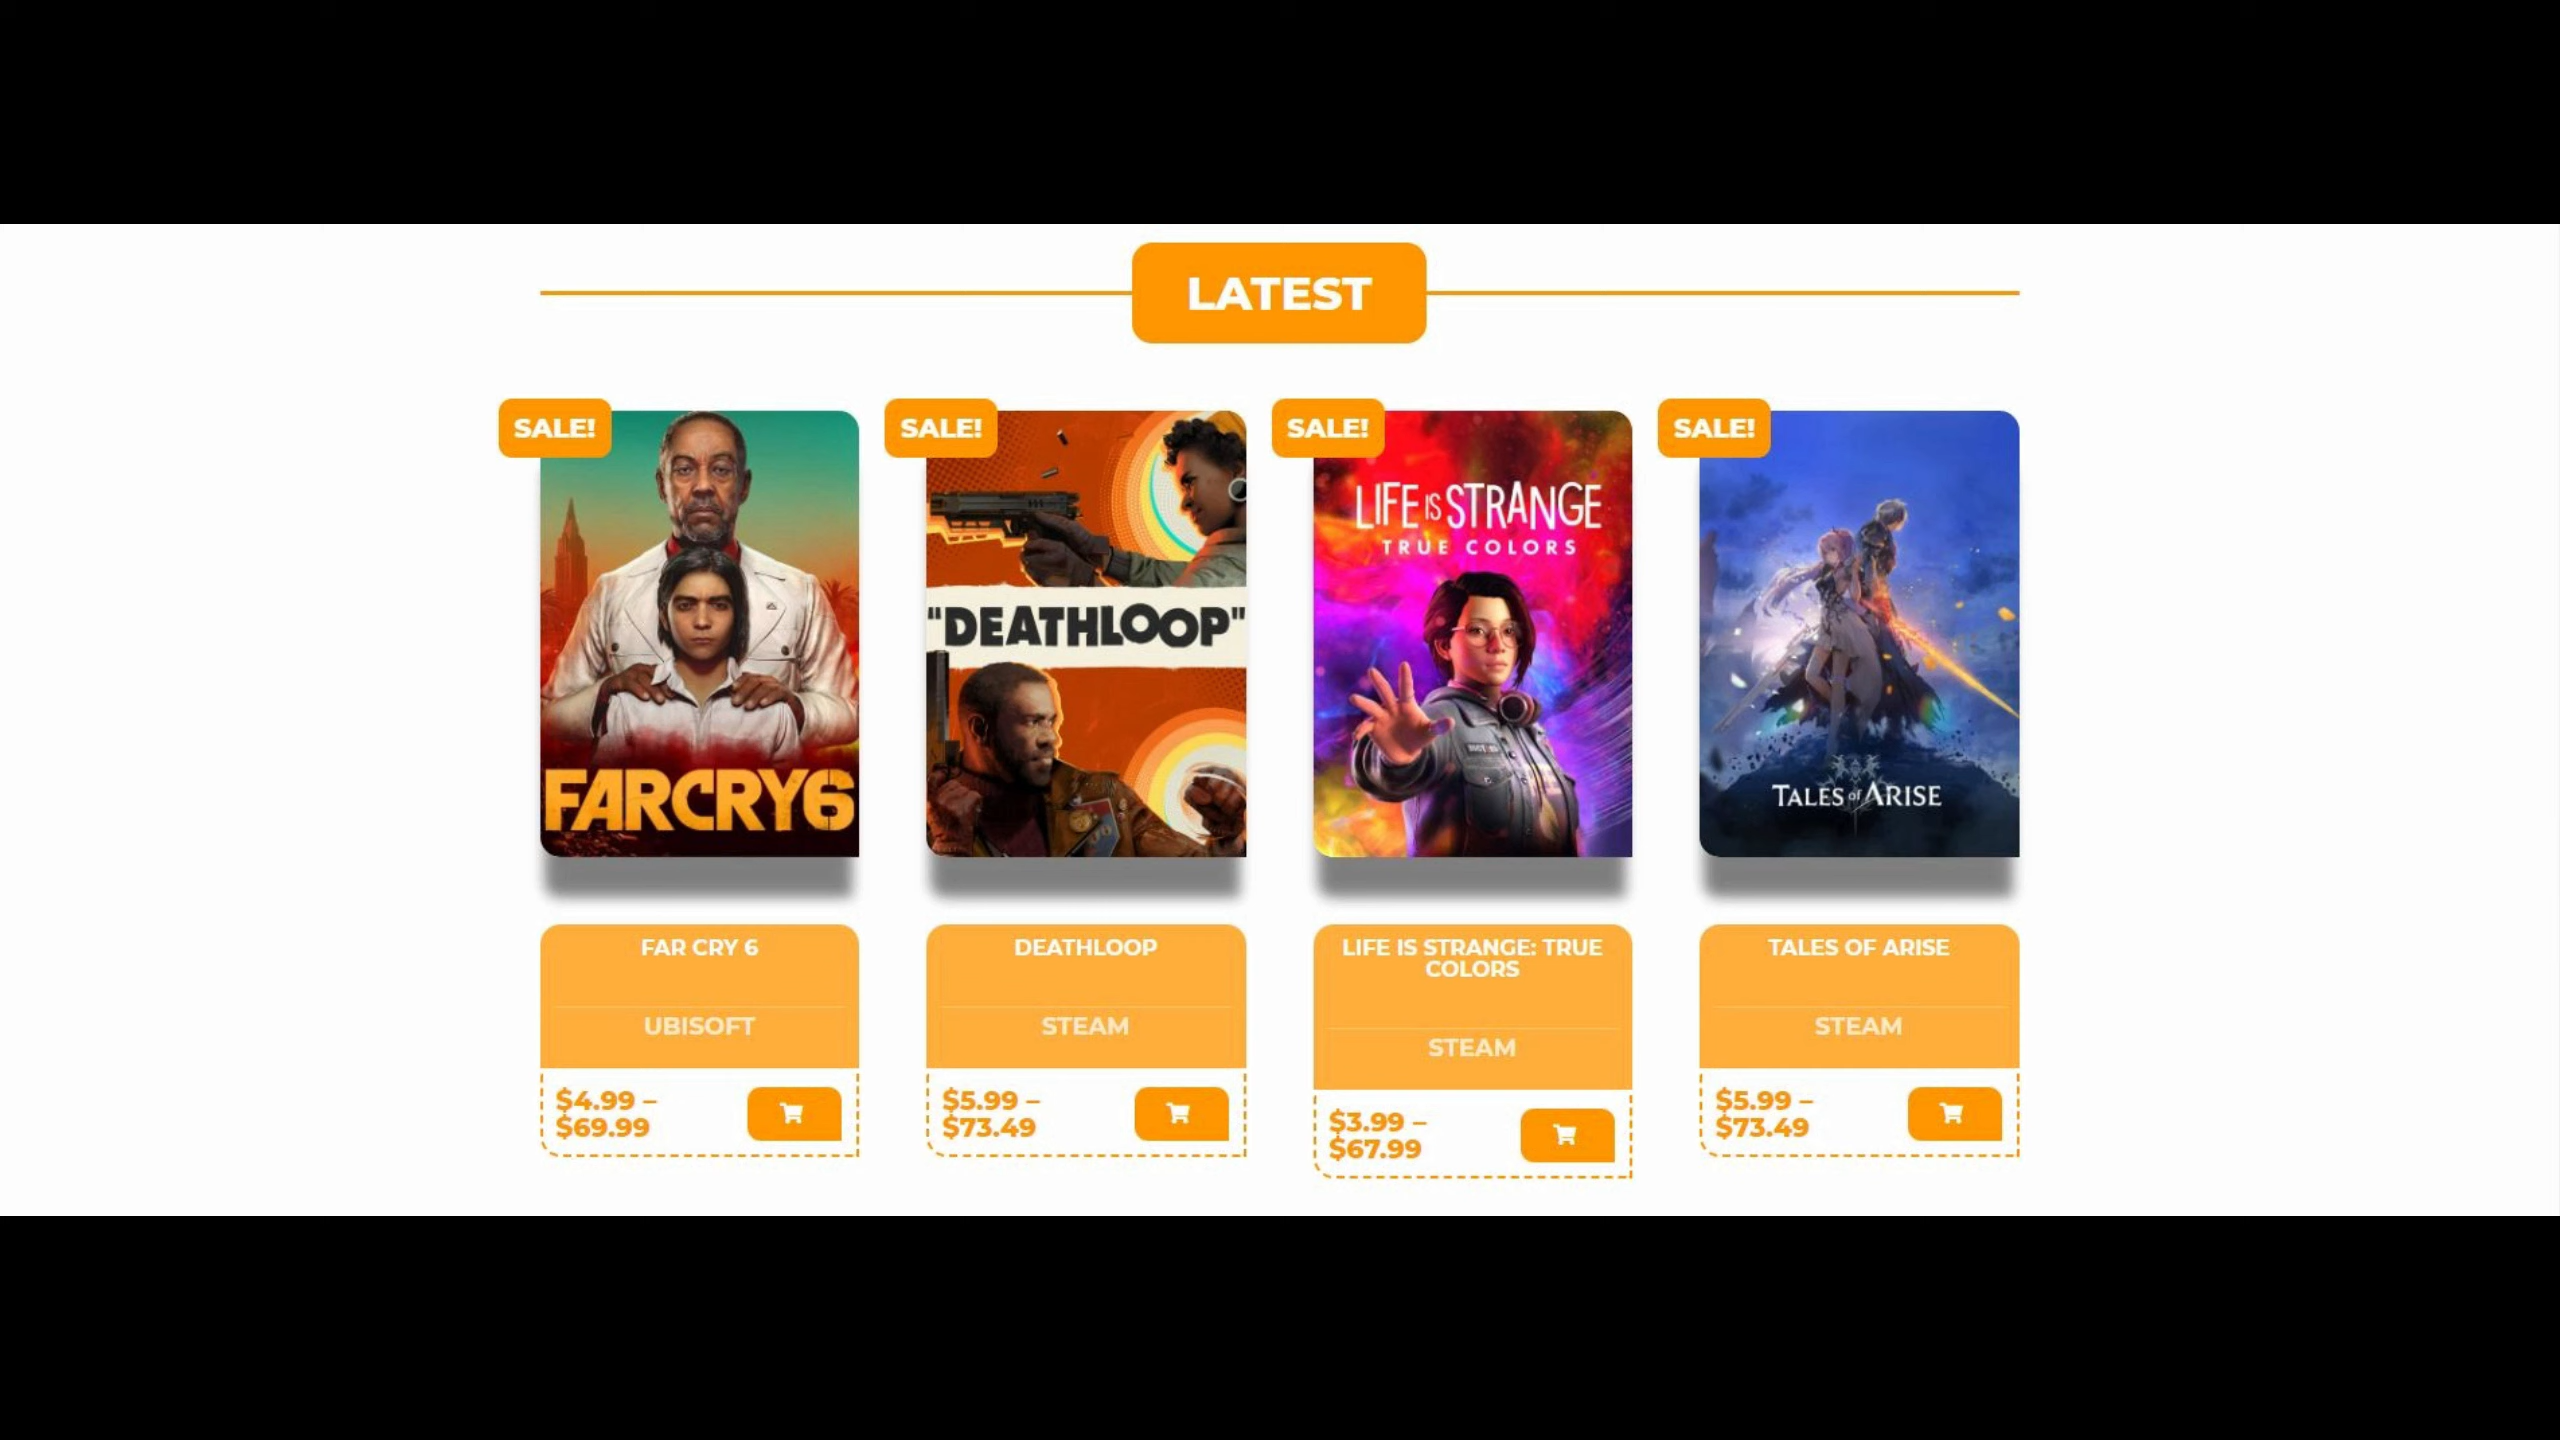 LATEST
SALE!
SALE!
SALE!
SALE!
FARCRY6
"DEATHLOOP"
LIFE IS STRANGE
TRUE COLORS
TALES of ARISE
FAR CRY 6
UBISOFT
$4.99 –
$69.99
DEATHLOOP
STEAM
$5.99 –
$73.49
LIFE IS STRANGE: TRUE
COLORS
STEAM
$3.99 –
$67.99
TALES OF ARISE
STEAM
$5.99 –
$73.49